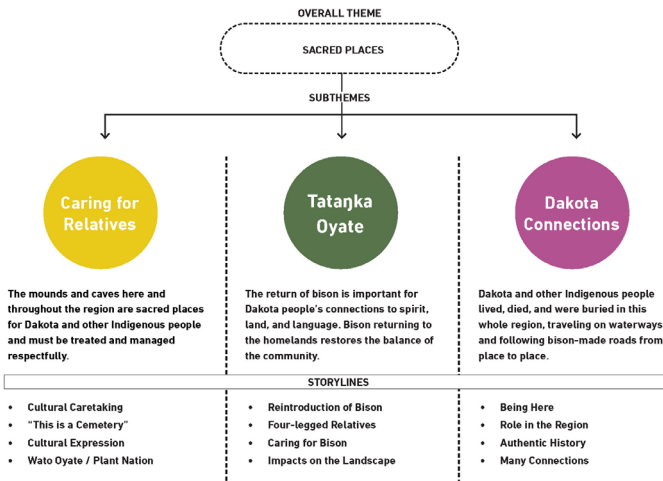 OVERALL THEME
SACRED PLACES
SUBTHEMES
Caring for
Relatives
Tataŋka
Oyate
Dakota
Connections
The mounds and caves here and
throughout the region are sacred places
for Dakota and other Indigenous people
and must be treated and managed
respectfully.
The return of bison is important for
Dakota people's connections to spirit,
land, and language. Bison returning to
the homelands restores the balance of
the community.
Dakota and other Indigenous people
lived, died, and were buried in this
whole region, traveling on waterways
and following bison-made roads from
place to place.
STORYLINES
• Cultural Caretaking
• “This is a Cemetery”
• Cultural Expression
• Wato Oyate / Plant Nation
• Reintroduction of Bison
• Four-legged Relatives
• Caring for Bison
• Impacts on the Landscape
• Being Here
• Role in the Region
• Authentic History
• Many Connections